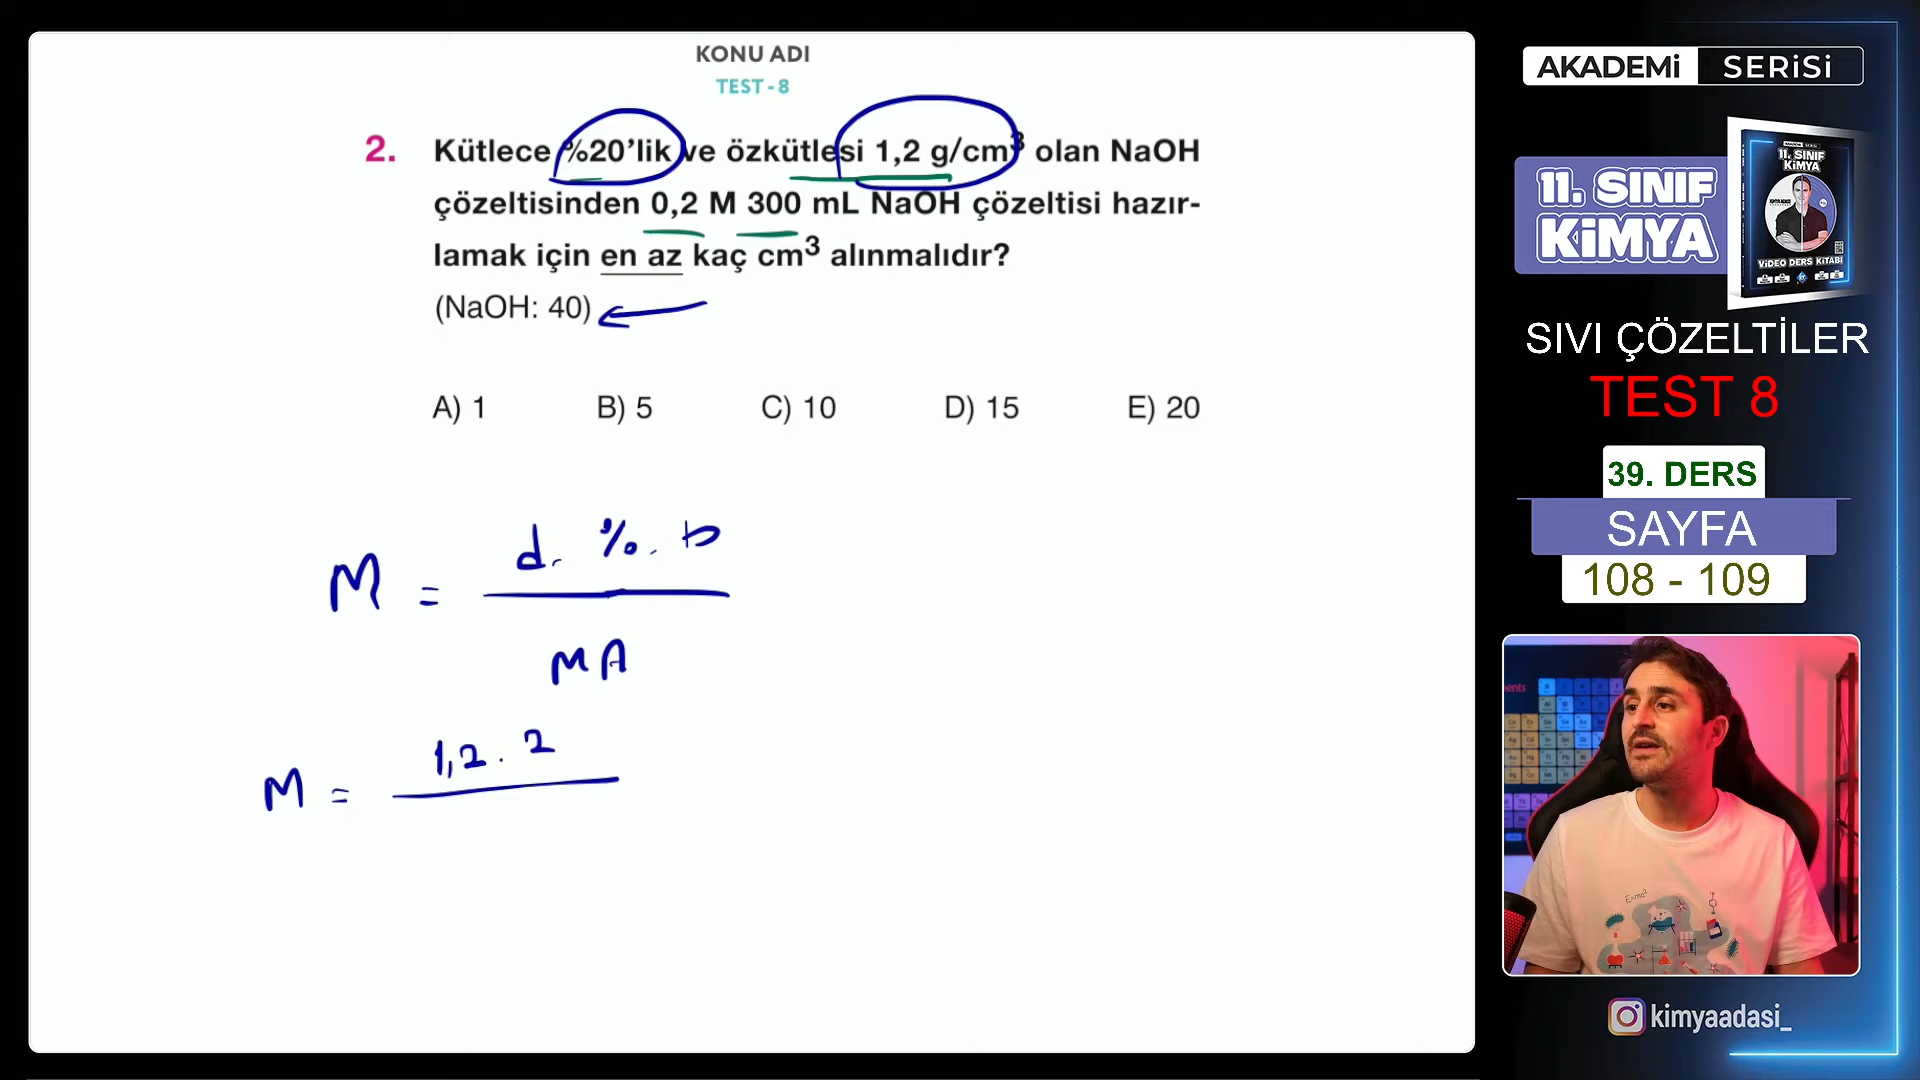 KONU ADI
TEST - 8
2. Kütlece %20’lik ve özkütlesi 1,2 g/cm³ olan NaOH
çözeltisinden 0,2 M 300 mL NaOH çözeltisi hazır-
lamak için en az kaç cm³ alınmalıdır?
(NaOH: 40)
A) 1 B) 5 C) 10 D) 15 E) 20
d. %. 10
M =
MA
1,2 . 2
M =
AKADEMİ SERİSİ
11. SINIF
KİMYA
11. SINIF
KİMYA
VİDEO DERS KİTABI
SIVI ÇÖZELTİLER
TEST 8
39. DERS
SAYFA
108 - 109
kimyaadasi_